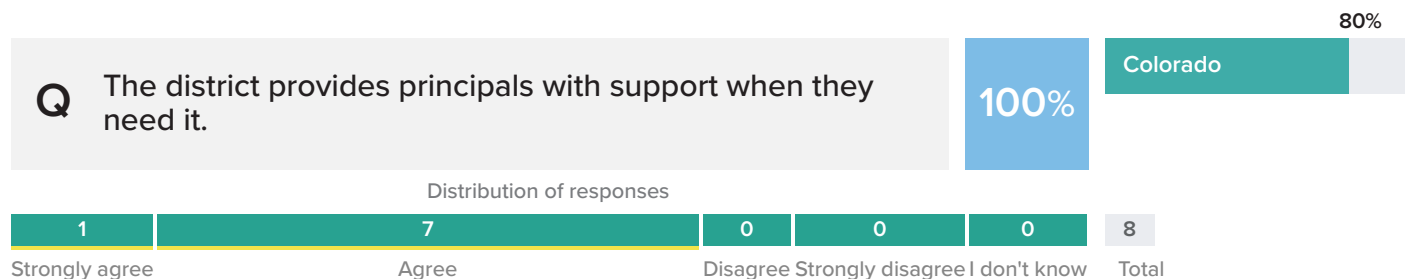 80%
Q
The district provides principals with support when they
need it.
100%
Colorado
Distribution of responses
1 7 0 0 0 8
Strongly agree Agree Disagree Strongly disagree I don't know Total